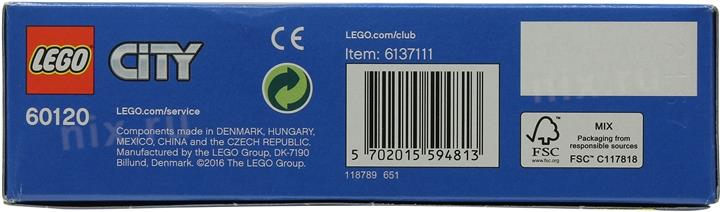 LEGO
CITY
60120
LEGO.com/service
Components made in DENMARK, HUNGARY,
MEXICO, CHINA and the CZECH REPUBLIC.
Manufactured by the LEGO Group, DK-7190
Billund, Denmark. ©2016 The LEGO Group.
CE
LEGO.com/club
Item: 6137111
5 702015 594813
118789 651
FSC
www.fsc.org
MIX
Packaging from
responsible sources
FSC™ C117818
nix.ru